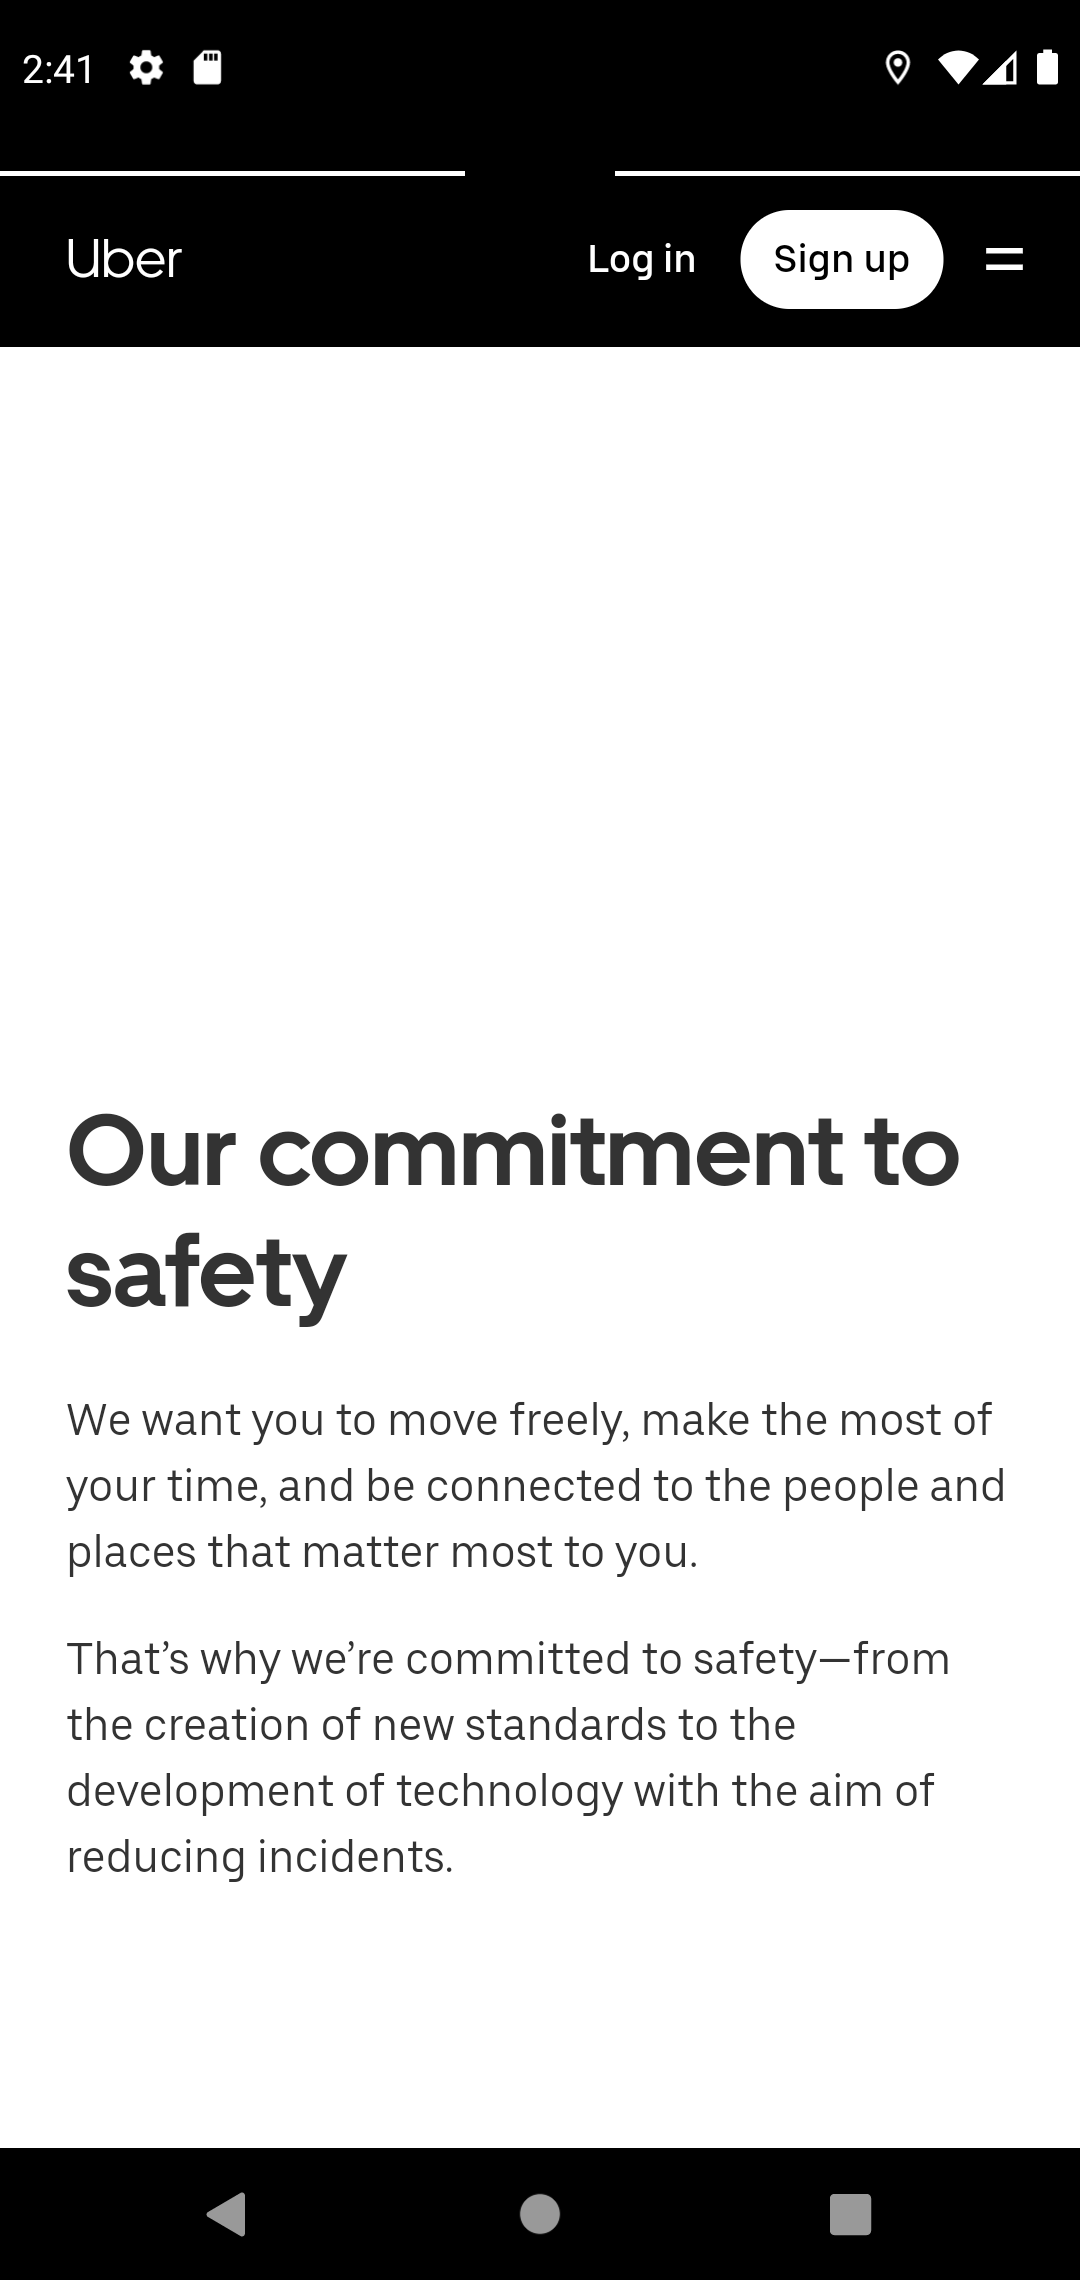 2:41
Uber
Log in
Sign up
Our commitment to
safety
We want you to move freely, make the most of
your time, and be connected to the people and
places that matter most to you.
That’s why we’re committed to safety—from
the creation of new standards to the
development of technology with the aim of
reducing incidents.